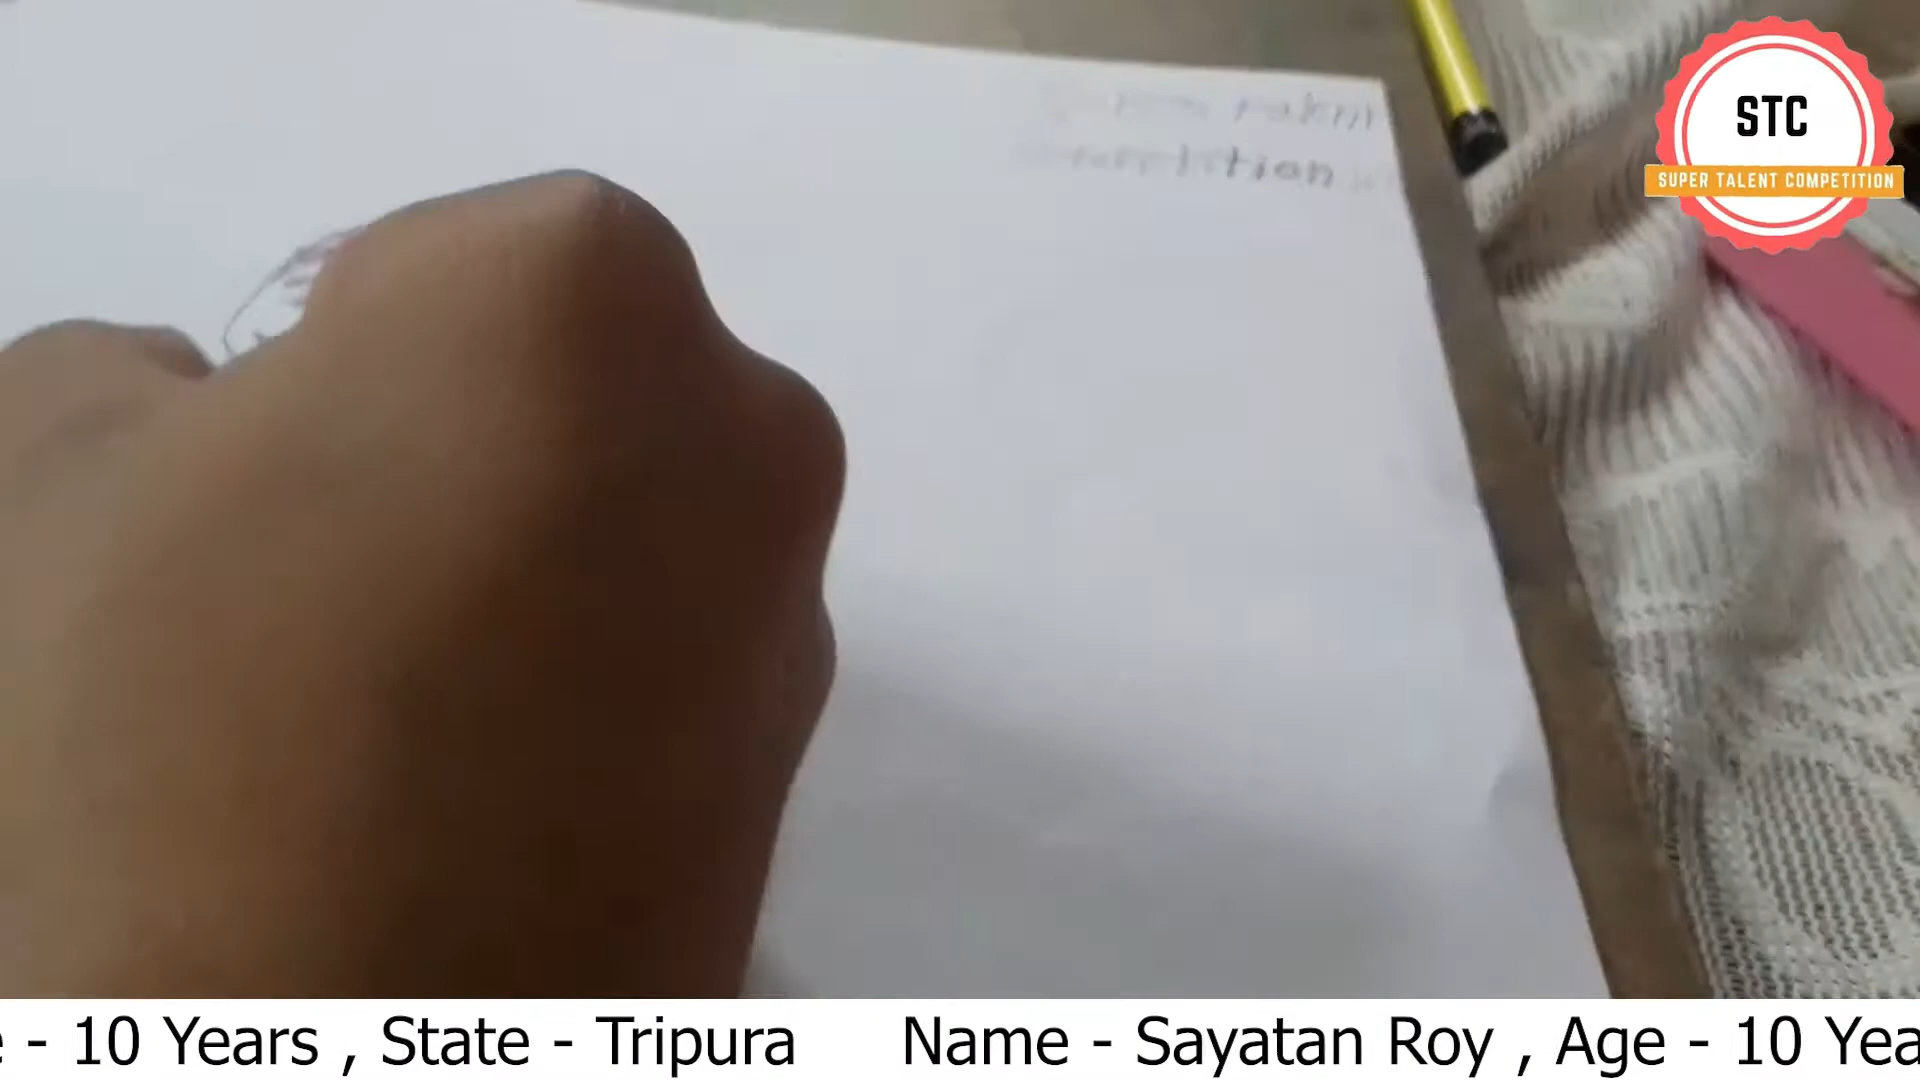 STC
SUPER TALENT COMPETITION
- 10 Years , State - Tripura Name - Sayatan Roy , Age - 10 Yea